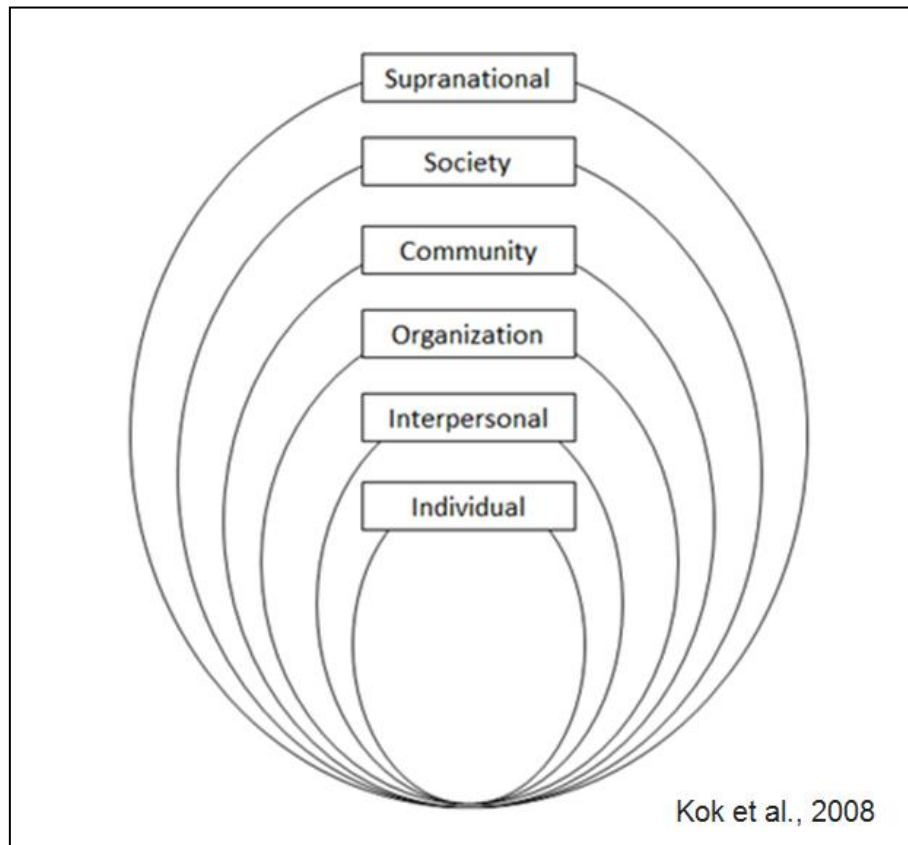 Supranational
Society
Community
Organization
Interpersonal
Individual
Kok et al., 2008